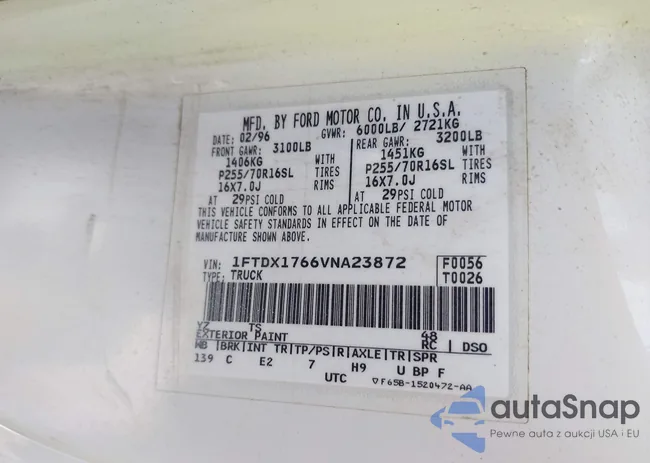 MFD. BY FORD MOTOR CO. IN U.S.A.
DATE: 02/96 GVWR: 6000LB/ 2721KG
FRONT GAWR: 3100LB REAR GAWR: 3200LB
1406KG WITH 1451KG WITH
P255/70R16SL TIRES P255/70R16SL TIRES
16X7.0J RIMS 16X7.0J RIMS
AT 29PSI COLD AT 29PSI COLD
THIS VEHICLE CONFORMS TO ALL APPLICABLE FEDERAL MOTOR
VEHICLE SAFETY STANDARDS IN EFFECT ON THE DATE OF
MANUFACTURE SHOWN ABOVE.
VIN: 1FTDX1766VNA23872 F0056
TYPE: TRUCK T0026
YZ TS 48
EXTERIOR PAINT RC DSO
WB |BRK|INT TR|TP/PS|R|AXLE|TR|SPR
139 C E2 7 H9 U BP F
UTC ▽F65B-1520472-AA
autaSnap
Pewne auta z aukcji USA i EU